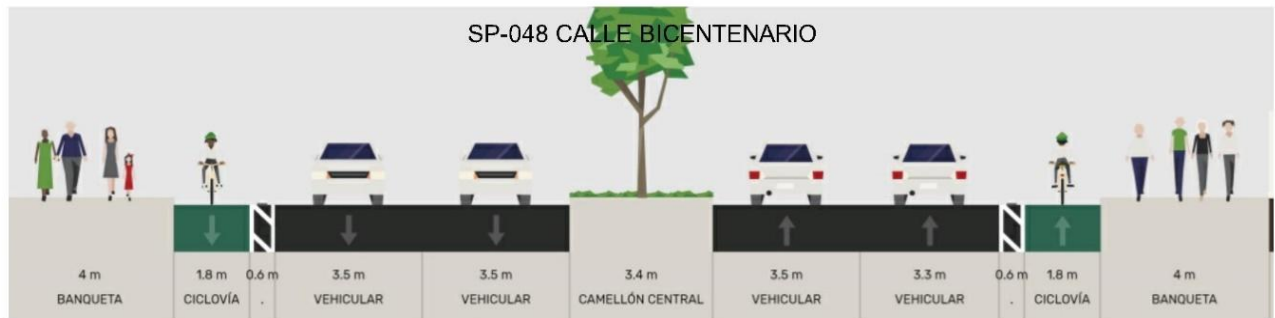 SP-048 CALLE BICENTENARIO
4 m 1.8 m 0.6 m 3.5 m 3.5 m 3.4 m 3.5 m 3.3 m 0.6 m 1.8 m 4 m
BANQUETA CICLOVÍA . VEHICULAR VEHICULAR CAMELLÓN CENTRAL VEHICULAR VEHICULAR . CICLOVÍA BANQUETA